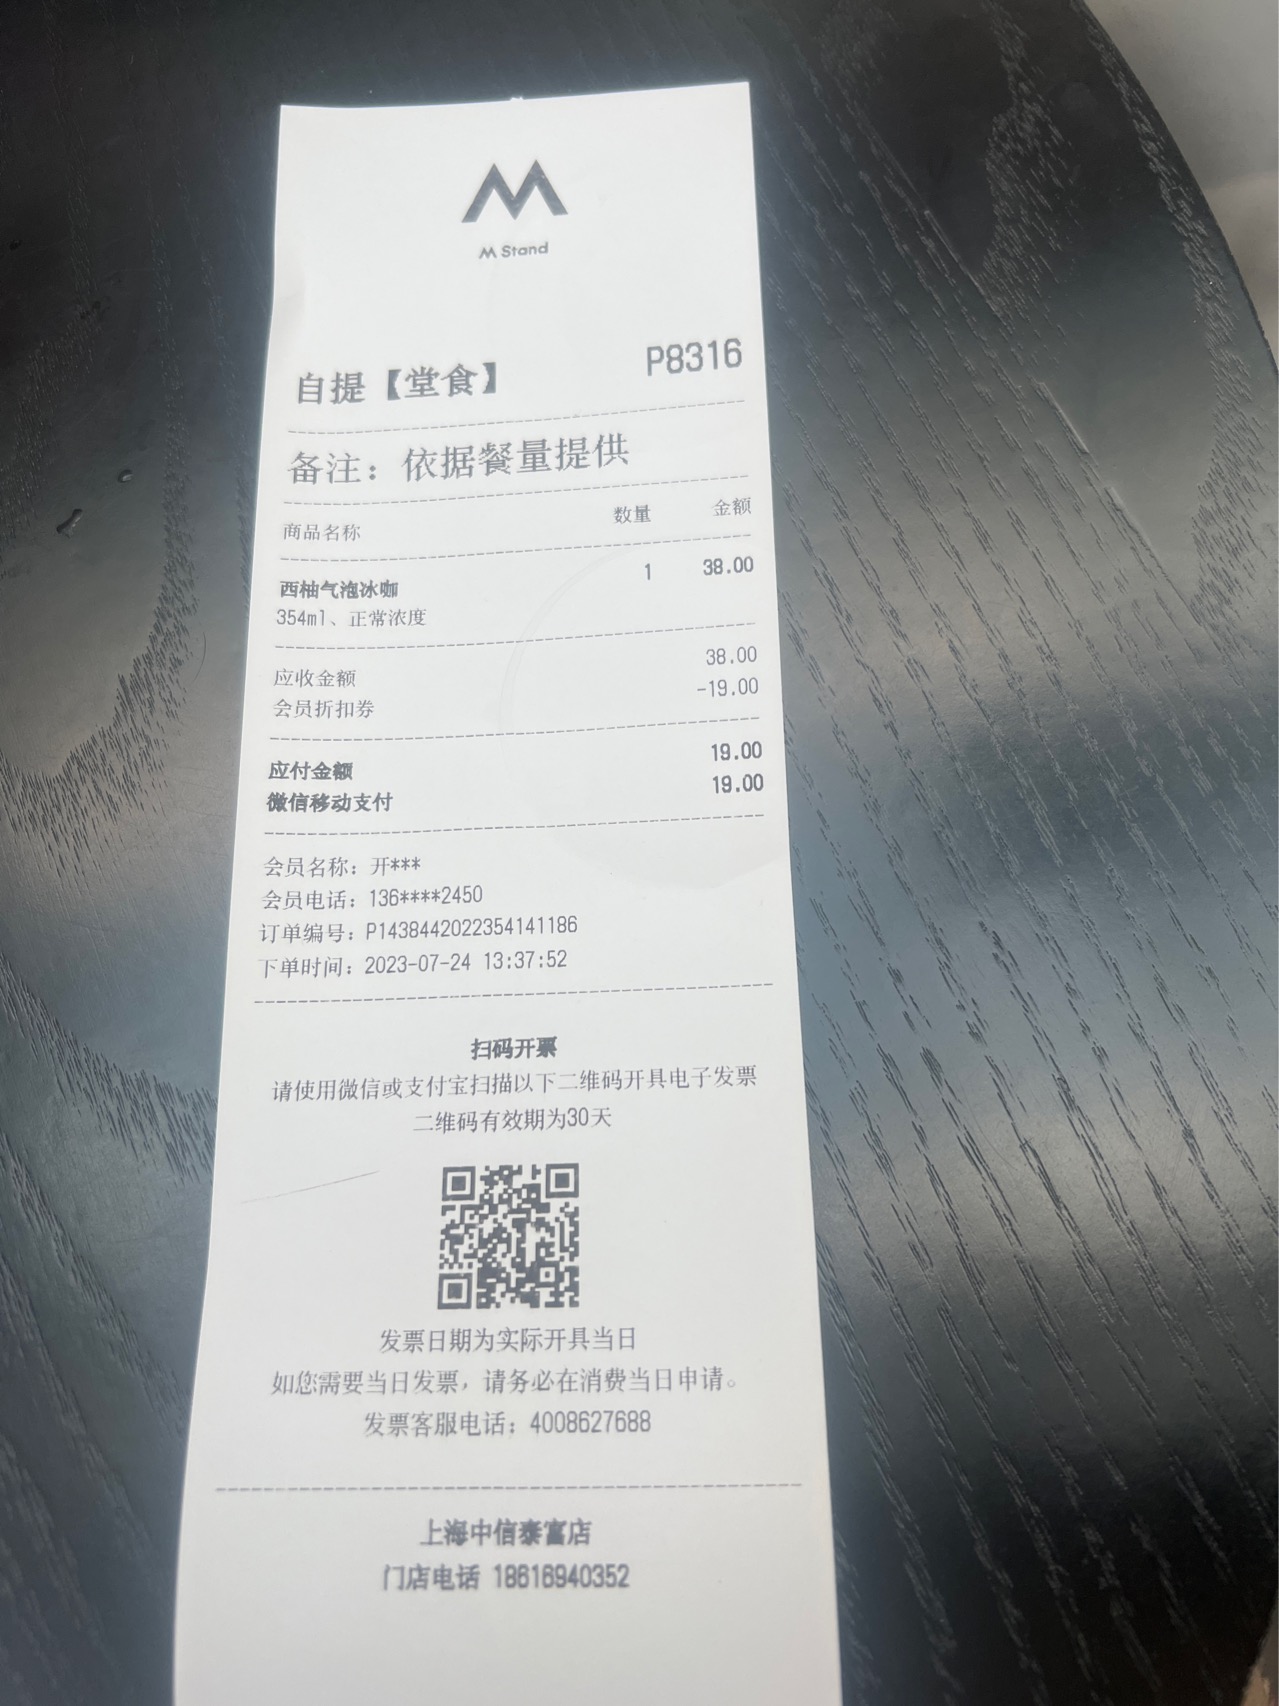 M Stand
自提【堂食】 P8316
备注：依据餐量提供
商品名称 数量 金额
西柚气泡冰咖 1 38.00
354ml、正常浓度
应收金额 38.00
会员折扣券 -19.00
应付金额 19.00
微信移动支付 19.00
会员名称：开***
会员电话：136****2450
订单编号：P1438442022354141186
下单时间：2023-07-24 13:37:52
扫码开票
请使用微信或支付宝扫描以下二维码开具电子发票
二维码有效期为30天
发票日期为实际开具当日
如您需要当日发票，请务必在消费当日申请。
发票客服电话：4008627688
上海中信泰富店
门店电话 18616940352